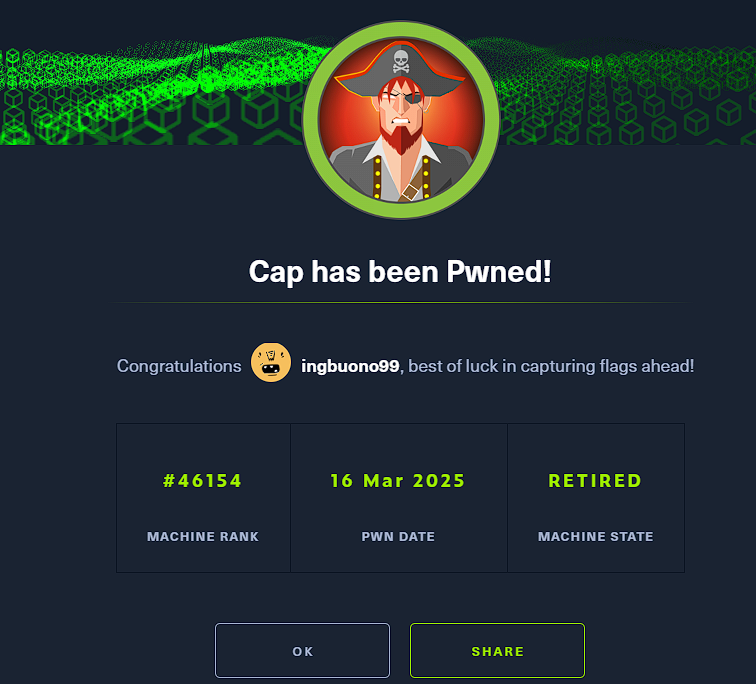 Cap has been Pwned!
Congratulations ingbuono99, best of luck in capturing flags ahead!
#46154 16 Mar 2025 RETIRED
MACHINE RANK PWN DATE MACHINE STATE
OK SHARE